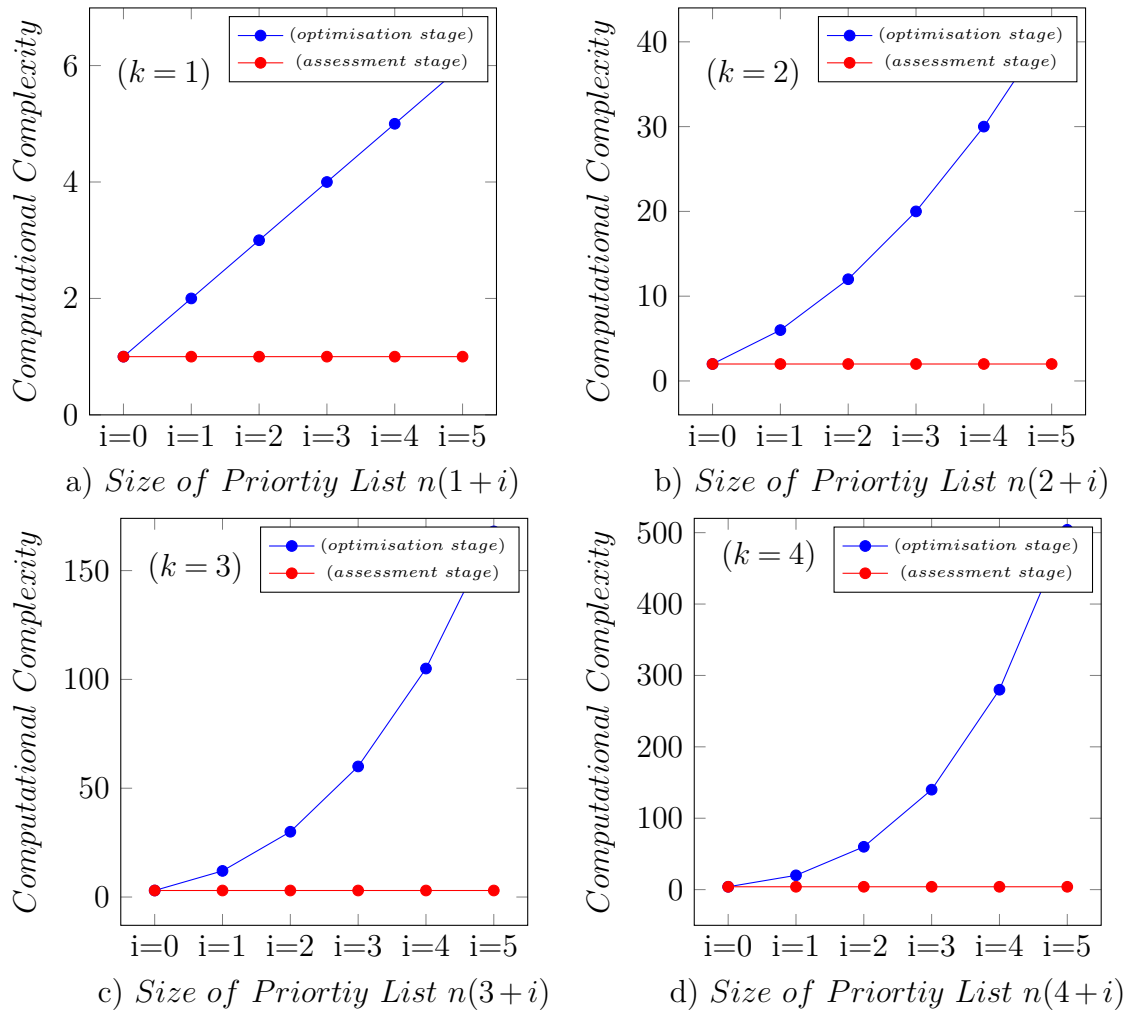 Computational Complexity
6
4
2
0
(k = 1)
(optimisation stage)
(assessment stage)
i=0 i=1 i=2 i=3 i=4 i=5
a) Size of Priortiy List n(1+i)
Computational Complexity
40
30
20
10
0
(k = 2)
(optimisation stage)
(assessment stage)
i=0 i=1 i=2 i=3 i=4 i=5
b) Size of Priortiy List n(2+i)
Computational Complexity
150
100
50
0
(k = 3)
(optimisation stage)
(assessment stage)
i=0 i=1 i=2 i=3 i=4 i=5
c) Size of Priortiy List n(3+i)
Computational Complexity
500
400
300
200
100
0
(k = 4)
(optimisation stage)
(assessment stage)
i=0 i=1 i=2 i=3 i=4 i=5
d) Size of Priortiy List n(4+i)